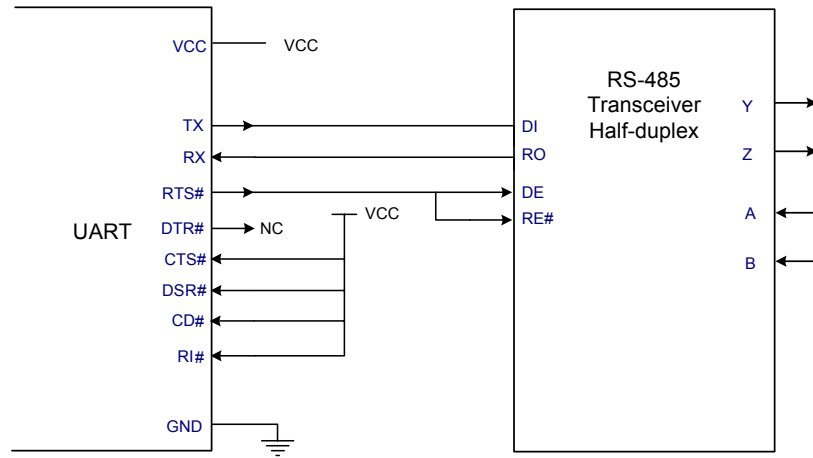 VCC
VCC
TX
RX
RTS#
DTR#
NC
VCC
UART
CTS#
DSR#
CD#
RI#
GND
RS-485
Transceiver
Half-duplex
DI
RO
DE
RE#
Y
Z
A
B